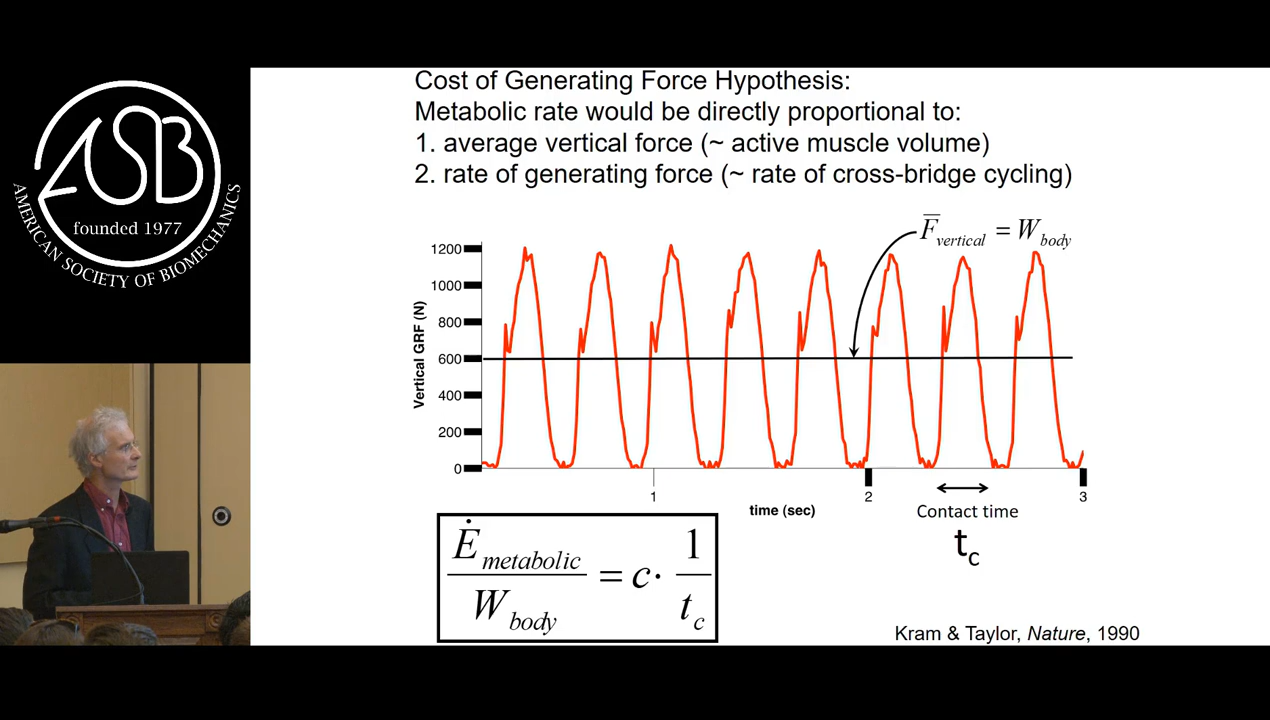 ASB
founded 1977
AMERICAN SOCIETY OF BIOMECHANICS
Cost of Generating Force Hypothesis:
Metabolic rate would be directly proportional to:
1. average vertical force (~ active muscle volume)
2. rate of generating force (~ rate of cross-bridge cycling)
F̅vertical = Wbody
Vertical GRF (N)
1200
1000
800
600
400
200
0
1
2
3
time (sec)
Contact time
tc
Ėmetabolic / Wbody = c · 1 / tc
Kram & Taylor, Nature, 1990